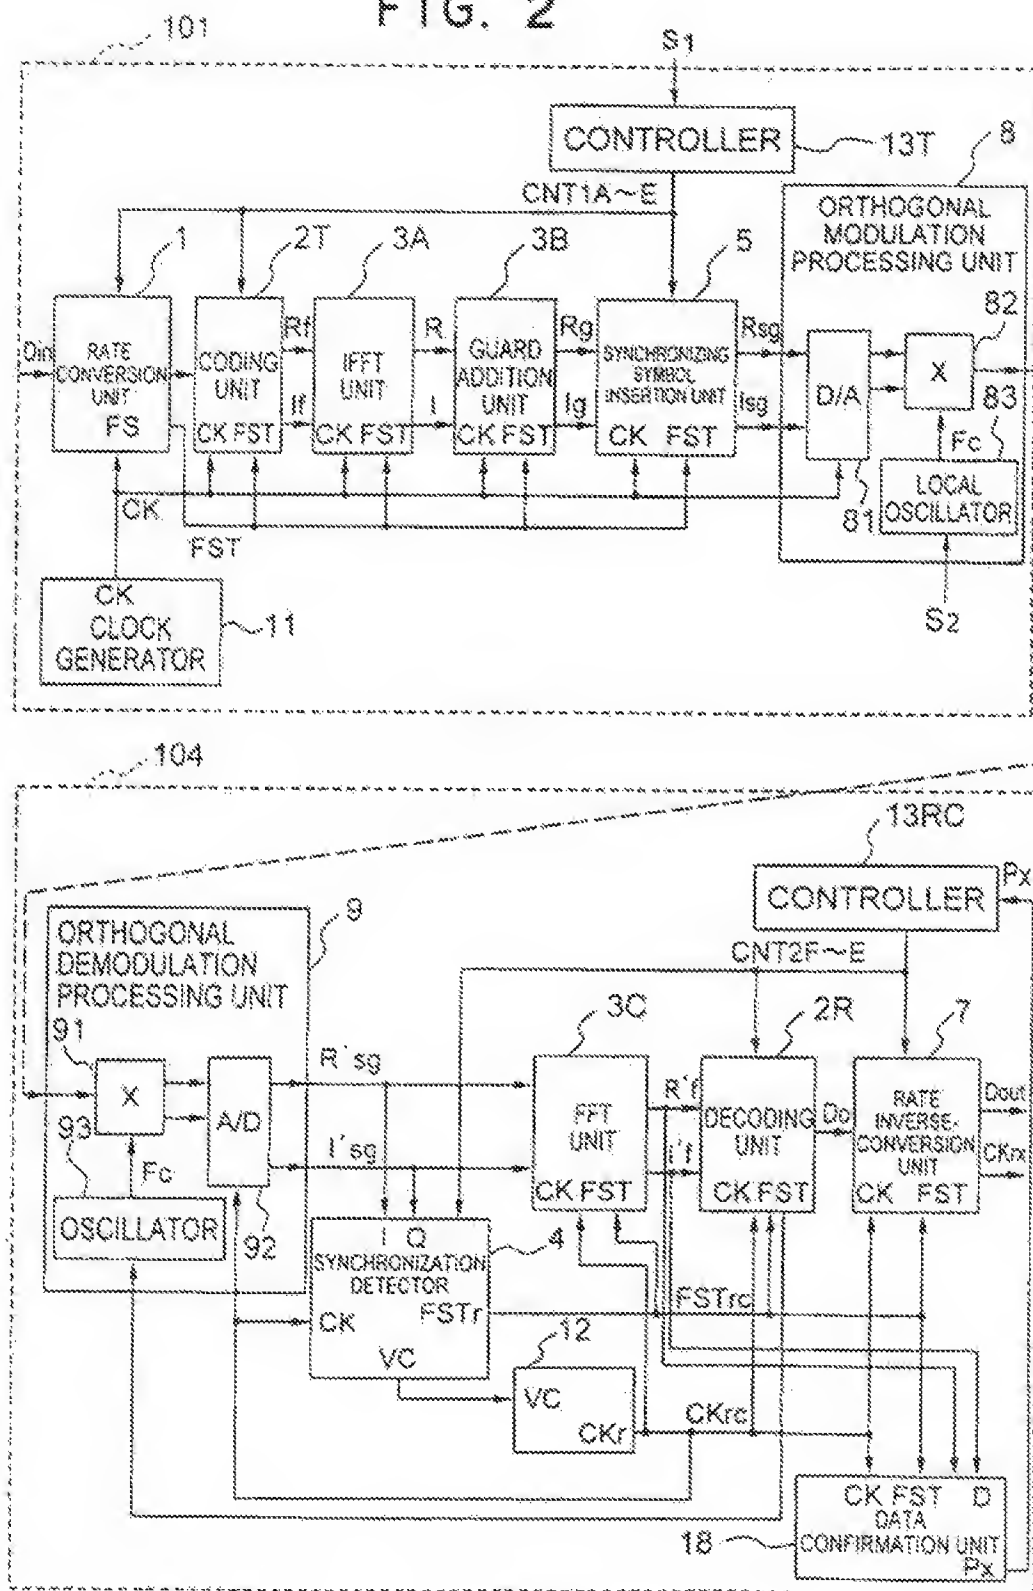 FIG. 2
101
S1
CONTROLLER
13T
8
CNT1A~E
ORTHOGONAL
MODULATION
PROCESSING UNIT
1
2T
3A
3B
5
82
Din
RATE
CONVERSION
UNIT
FS
CODING
UNIT
CK FST
Rf
If
IFFT
UNIT
CK FST
R
I
GUARD
ADDITION
UNIT
CK FST
Rg
Ig
SYNCHRONIZING
SYMBOL
INSERTION UNIT
CK FST
Rsg
Isg
D/A
X
83
Fc
LOCAL
OSCILLATOR
81
CK
FST
S2
CK
CLOCK
GENERATOR
11
104
13RC
CONTROLLER
Px
9
ORTHOGONAL
DEMODULATION
PROCESSING UNIT
CNT2F~E
91
X
93
Fc
OSCILLATOR
A/D
92
R'sg
I'sg
3C
FFT
UNIT
CK FST
R'f
I'f
2R
DECODING
UNIT
CK FST
Do
7
RATE
INVERSE-
CONVERSION
UNIT
CK FST
Dout
CKrx
I Q
SYNCHRONIZATION
DETECTOR
FSTr
CK
VC
4
FSTrc
12
VC
CKr
CKrc
CK FST D
DATA
CONFIRMATION UNIT
Px
18